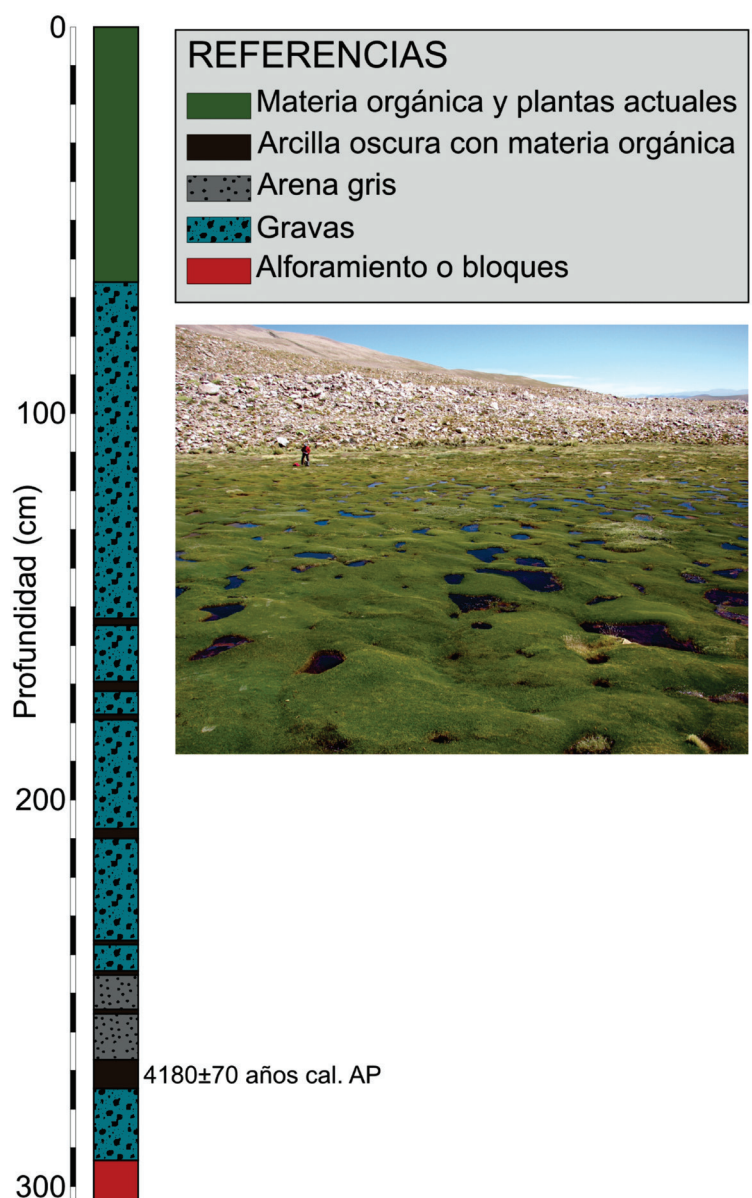 0
REFERENCIAS
Materia orgánica y plantas actuales
Arcilla oscura con materia orgánica
Arena gris
Gravas
Alforamiento o bloques
100
Profundidad (cm)
200
4180±70 años cal. AP
300